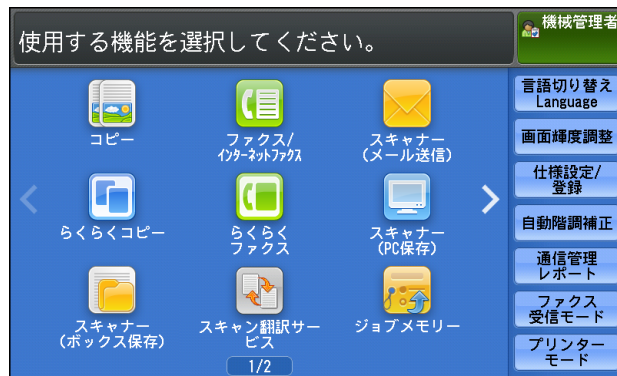 使用する機能を選択してください。
機械管理者
コピー
ファクス/
インターネットファクス
スキャナー
(メール送信)
らくらくコピー
らくらく
ファクス
スキャナー
(PC保存)
スキャナー
(ボックス保存)
スキャン翻訳サー
ビス
ジョブメモリー
1/2
言語切り替え
Language
画面輝度調整
仕様設定/
登録
自動階調補正
通信管理
レポート
ファクス
受信モード
プリンター
モード